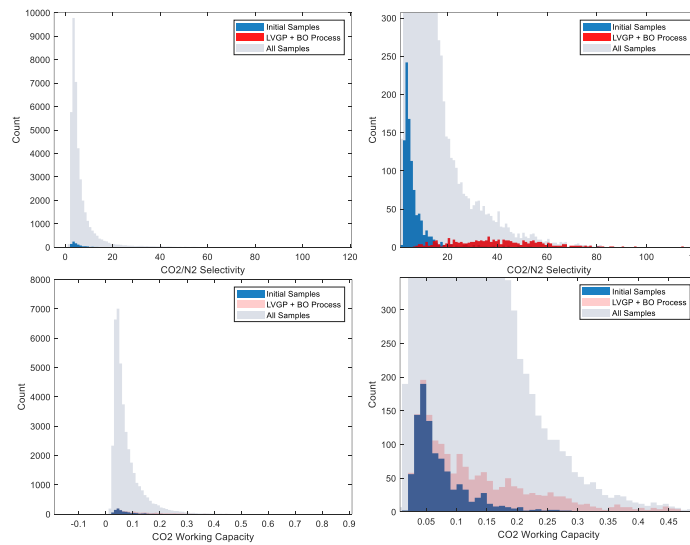 10000
9000
8000
7000
6000
5000
4000
3000
2000
1000
0
Count
0 20 40 60 80 100 120
CO2/N2 Selectivity
Initial Samples
LVGP + BO Process
All Samples
300
250
200
150
100
50
0
Count
20 40 60 80 100
CO2/N2 Selectivity
Initial Samples
LVGP + BO Process
All Samples
8000
7000
6000
5000
4000
3000
2000
1000
0
Count
-0.1 0 0.1 0.2 0.3 0.4 0.5 0.6 0.7 0.8 0.9
CO2 Working Capacity
Initial Samples
LVGP + BO Process
All Samples
300
250
200
150
100
50
0
Count
0.05 0.1 0.15 0.2 0.25 0.3 0.35 0.4 0.45
CO2 Working Capacity
Initial Samples
LVGP + BO Process
All Samples